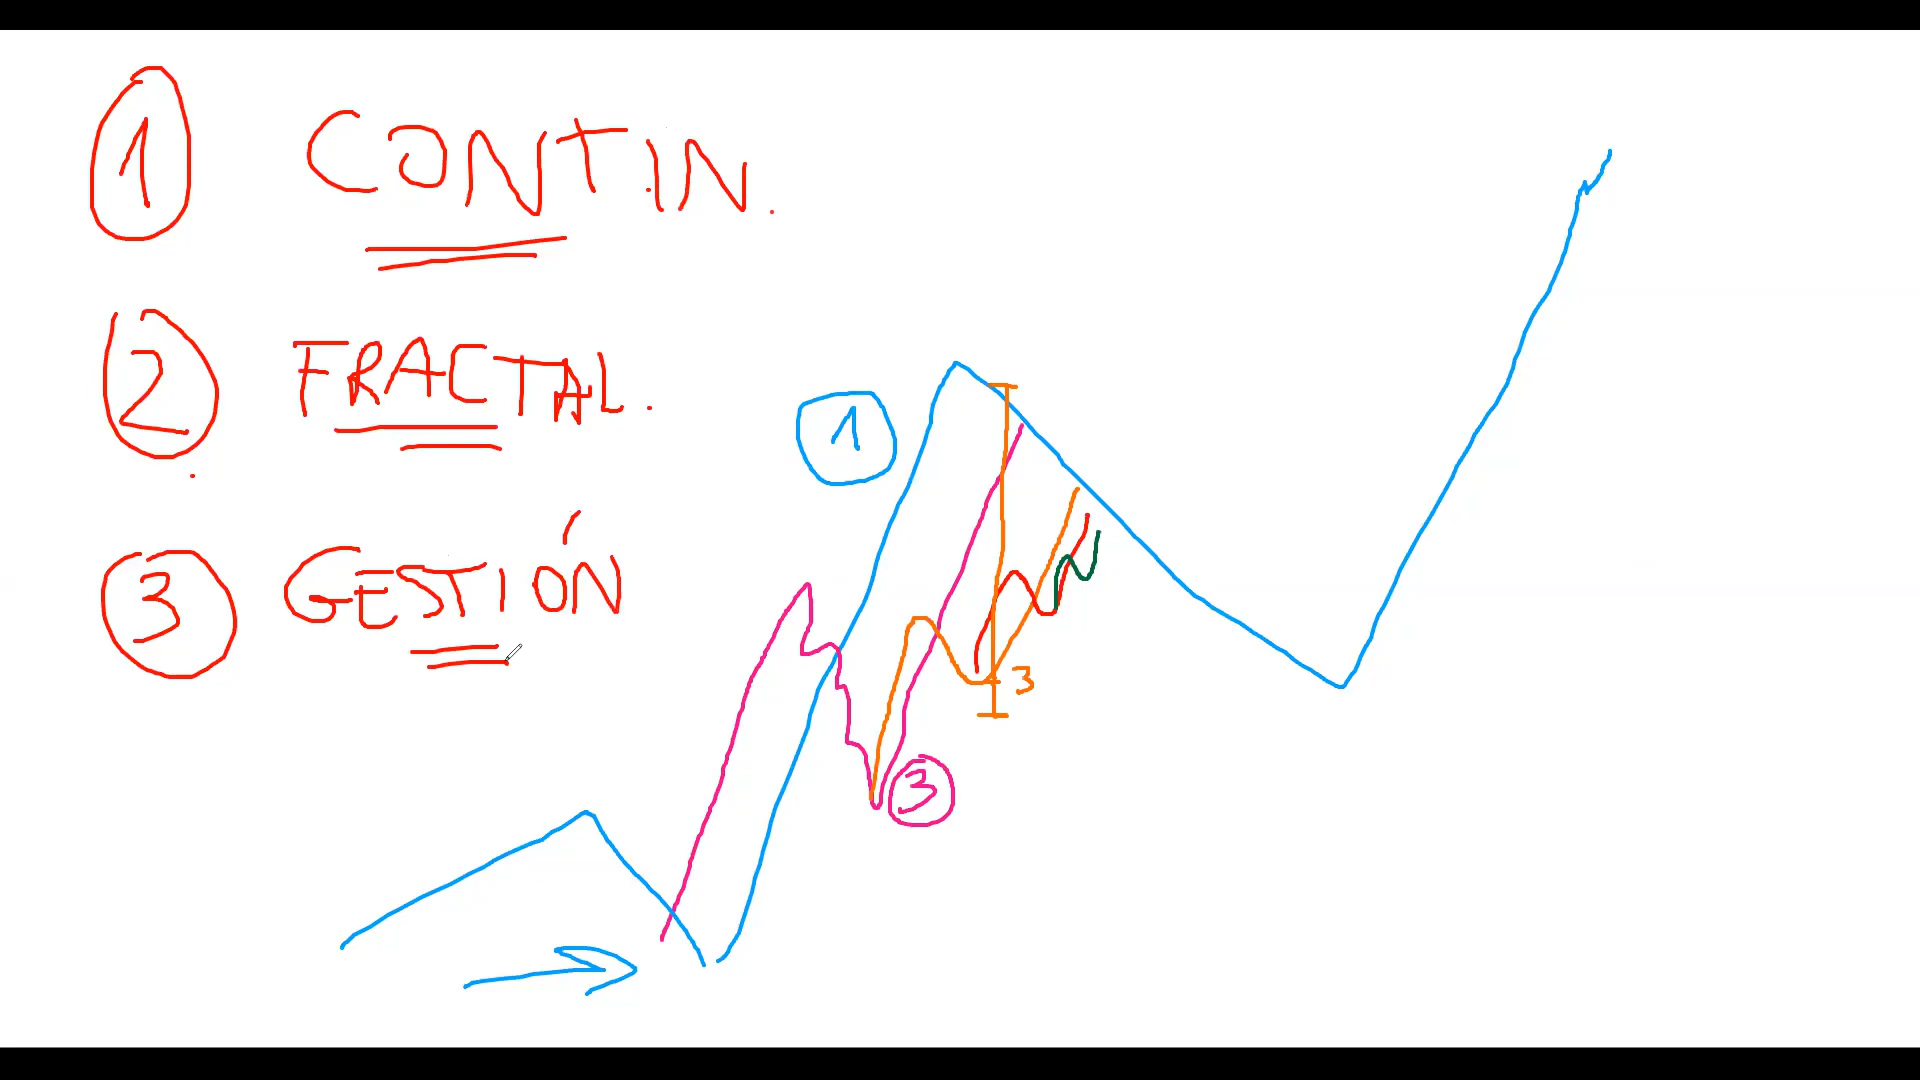 1 CONTIN.
2 FRACTAL.
3 GESTIÓN
1
3
3